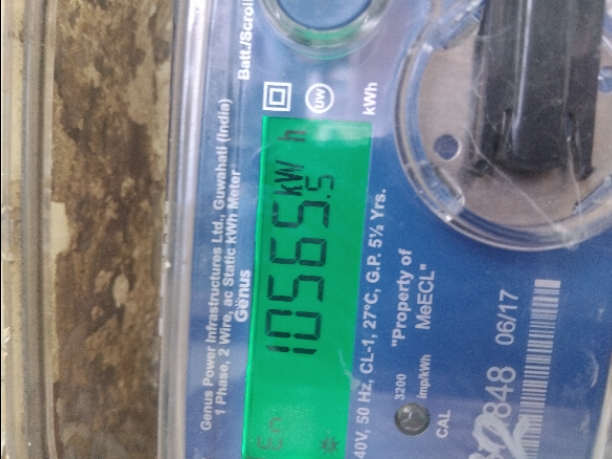 Genus Power Infrastructures Ltd., Guwahati (India)
1 Phase, 2 Wire, ac Static kWh Meter
Genus
Batt./Scroll
UW
kWh
10565.5 kWh
40V, 50 Hz, CL-1, 27°C, G.P. 5½ Yrs.
"Property of
MeECL"
3200
imp/kWh
CAL
848 06/17